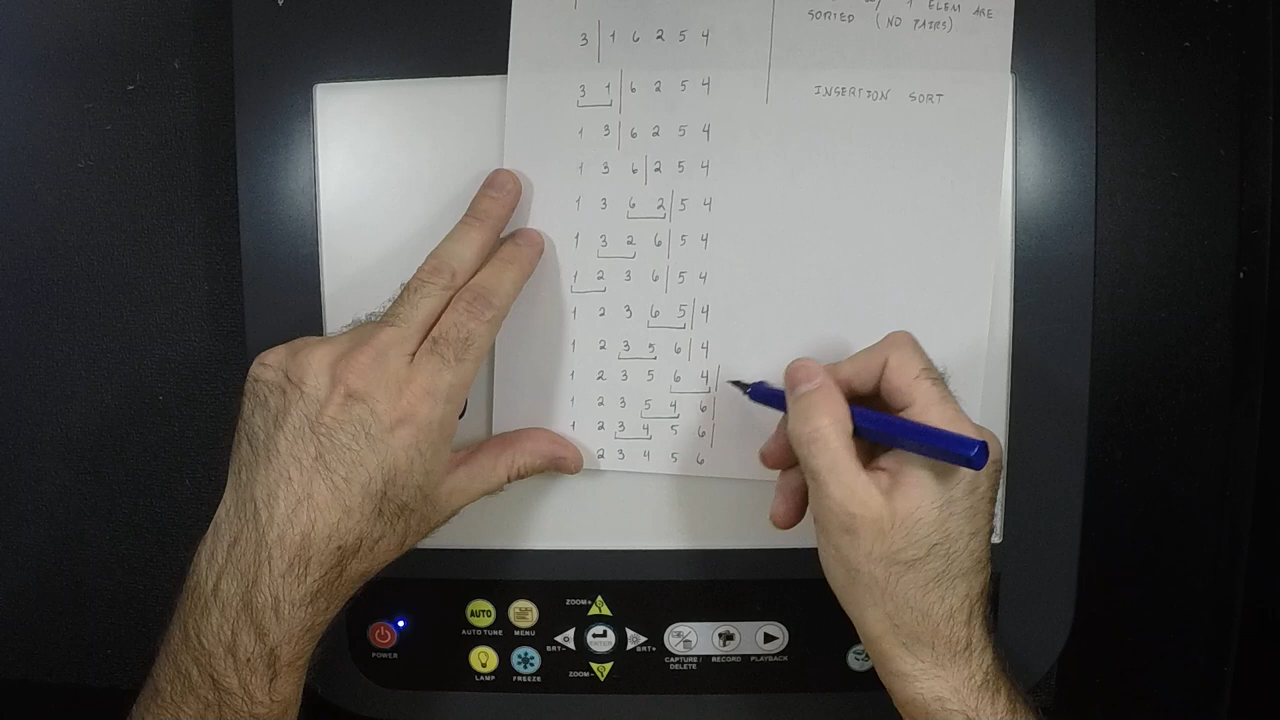 1 ELEM ARE
SORTED (NO PAIRS)
INSERTION SORT
3 | 1 6 2 5 4
3 1 | 6 2 5 4
1 3 | 6 2 5 4
1 3 6 | 2 5 4
1 3 6 2 | 5 4
1 3 2 6 | 5 4
1 2 3 6 | 5 4
1 2 3 6 5 | 4
1 2 3 5 6 | 4
1 2 3 5 6 4 |
1 2 3 5 4 6 |
1 2 3 4 5 6 |
2 3 4 5 6
POWER
AUTO
AUTO TUNE
MENU
LAMP
FREEZE
ZOOM+
BRT-
ENTER
BRT+
ZOOM-
CAPTURE / DELETE
RECORD
PLAYBACK